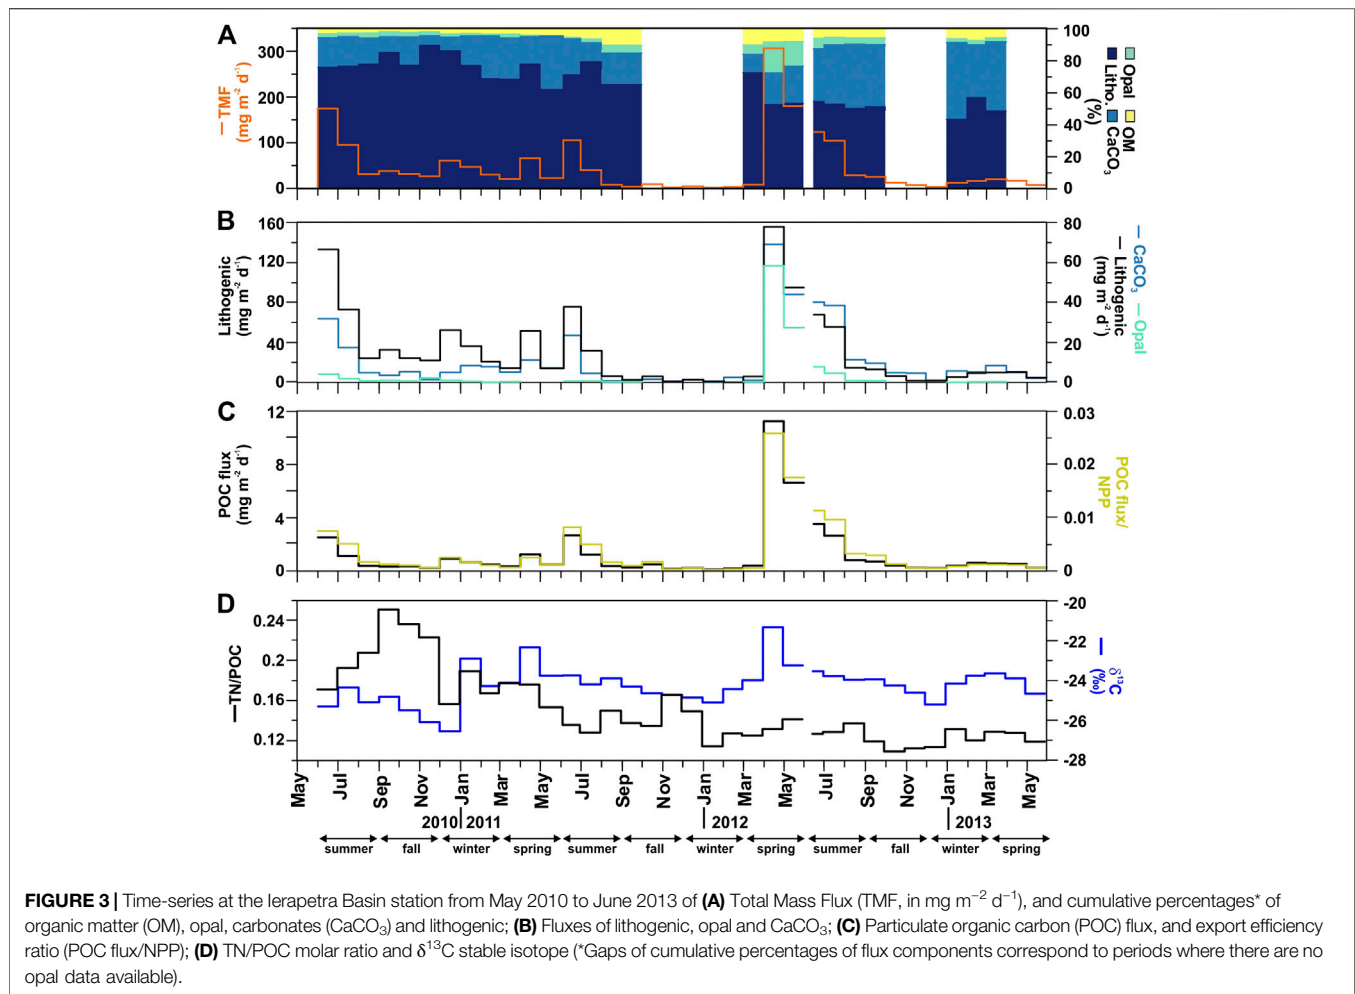 A
300
200
100
0
— TMF
(mg m⁻² d⁻¹)
100
80
60
40
20
0
(%)
Litho.
Opal
CaCO₃
OM
B
160
120
80
40
0
Lithogenic
(mg m⁻² d⁻¹)
80
60
40
20
0
— Lithogenic
(mg m⁻² d⁻¹)
— CaCO₃ — Opal
C
12
8
4
0
POC flux
(mg m⁻² d⁻¹)
0.03
0.02
0.01
0
POC flux/
NPP
D
0.24
0.2
0.16
0.12
—TN/POC
-20
-22
-24
-26
-28
— δ¹³C
(‰)
May Jul Sep Nov Jan Mar May Jul Sep Nov Jan Mar May Jul Sep Nov Jan Mar May
2010 2011 2012 2013
summer fall winter spring summer fall winter spring summer fall winter spring
FIGURE 3 | Time-series at the Ierapetra Basin station from May 2010 to June 2013 of (A) Total Mass Flux (TMF, in mg m⁻² d⁻¹), and cumulative percentages* of
organic matter (OM), opal, carbonates (CaCO₃) and lithogenic; (B) Fluxes of lithogenic, opal and CaCO₃; (C) Particulate organic carbon (POC) flux, and export efficiency
ratio (POC flux/NPP); (D) TN/POC molar ratio and δ¹³C stable isotope (*Gaps of cumulative percentages of flux components correspond to periods where there are no
opal data available).